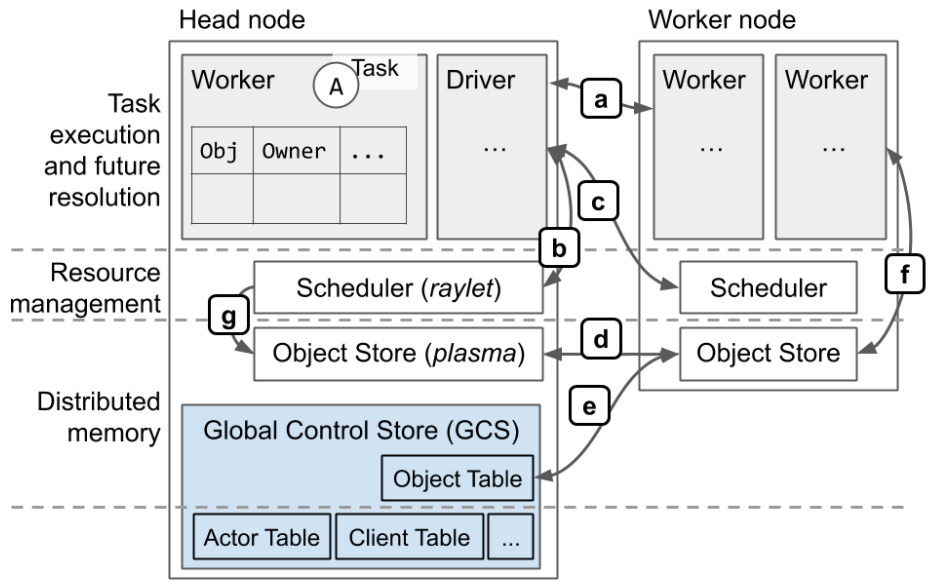 Head node
Worker node
Task
execution
and future
resolution
Worker
A
Task
Obj
Owner
...
Driver
...
a
Worker
...
Worker
...
b
c
f
Resource
management
Scheduler (raylet)
Scheduler
g
Object Store (plasma)
d
Object Store
Distributed
memory
e
Global Control Store (GCS)
Object Table
Actor Table
Client Table
...